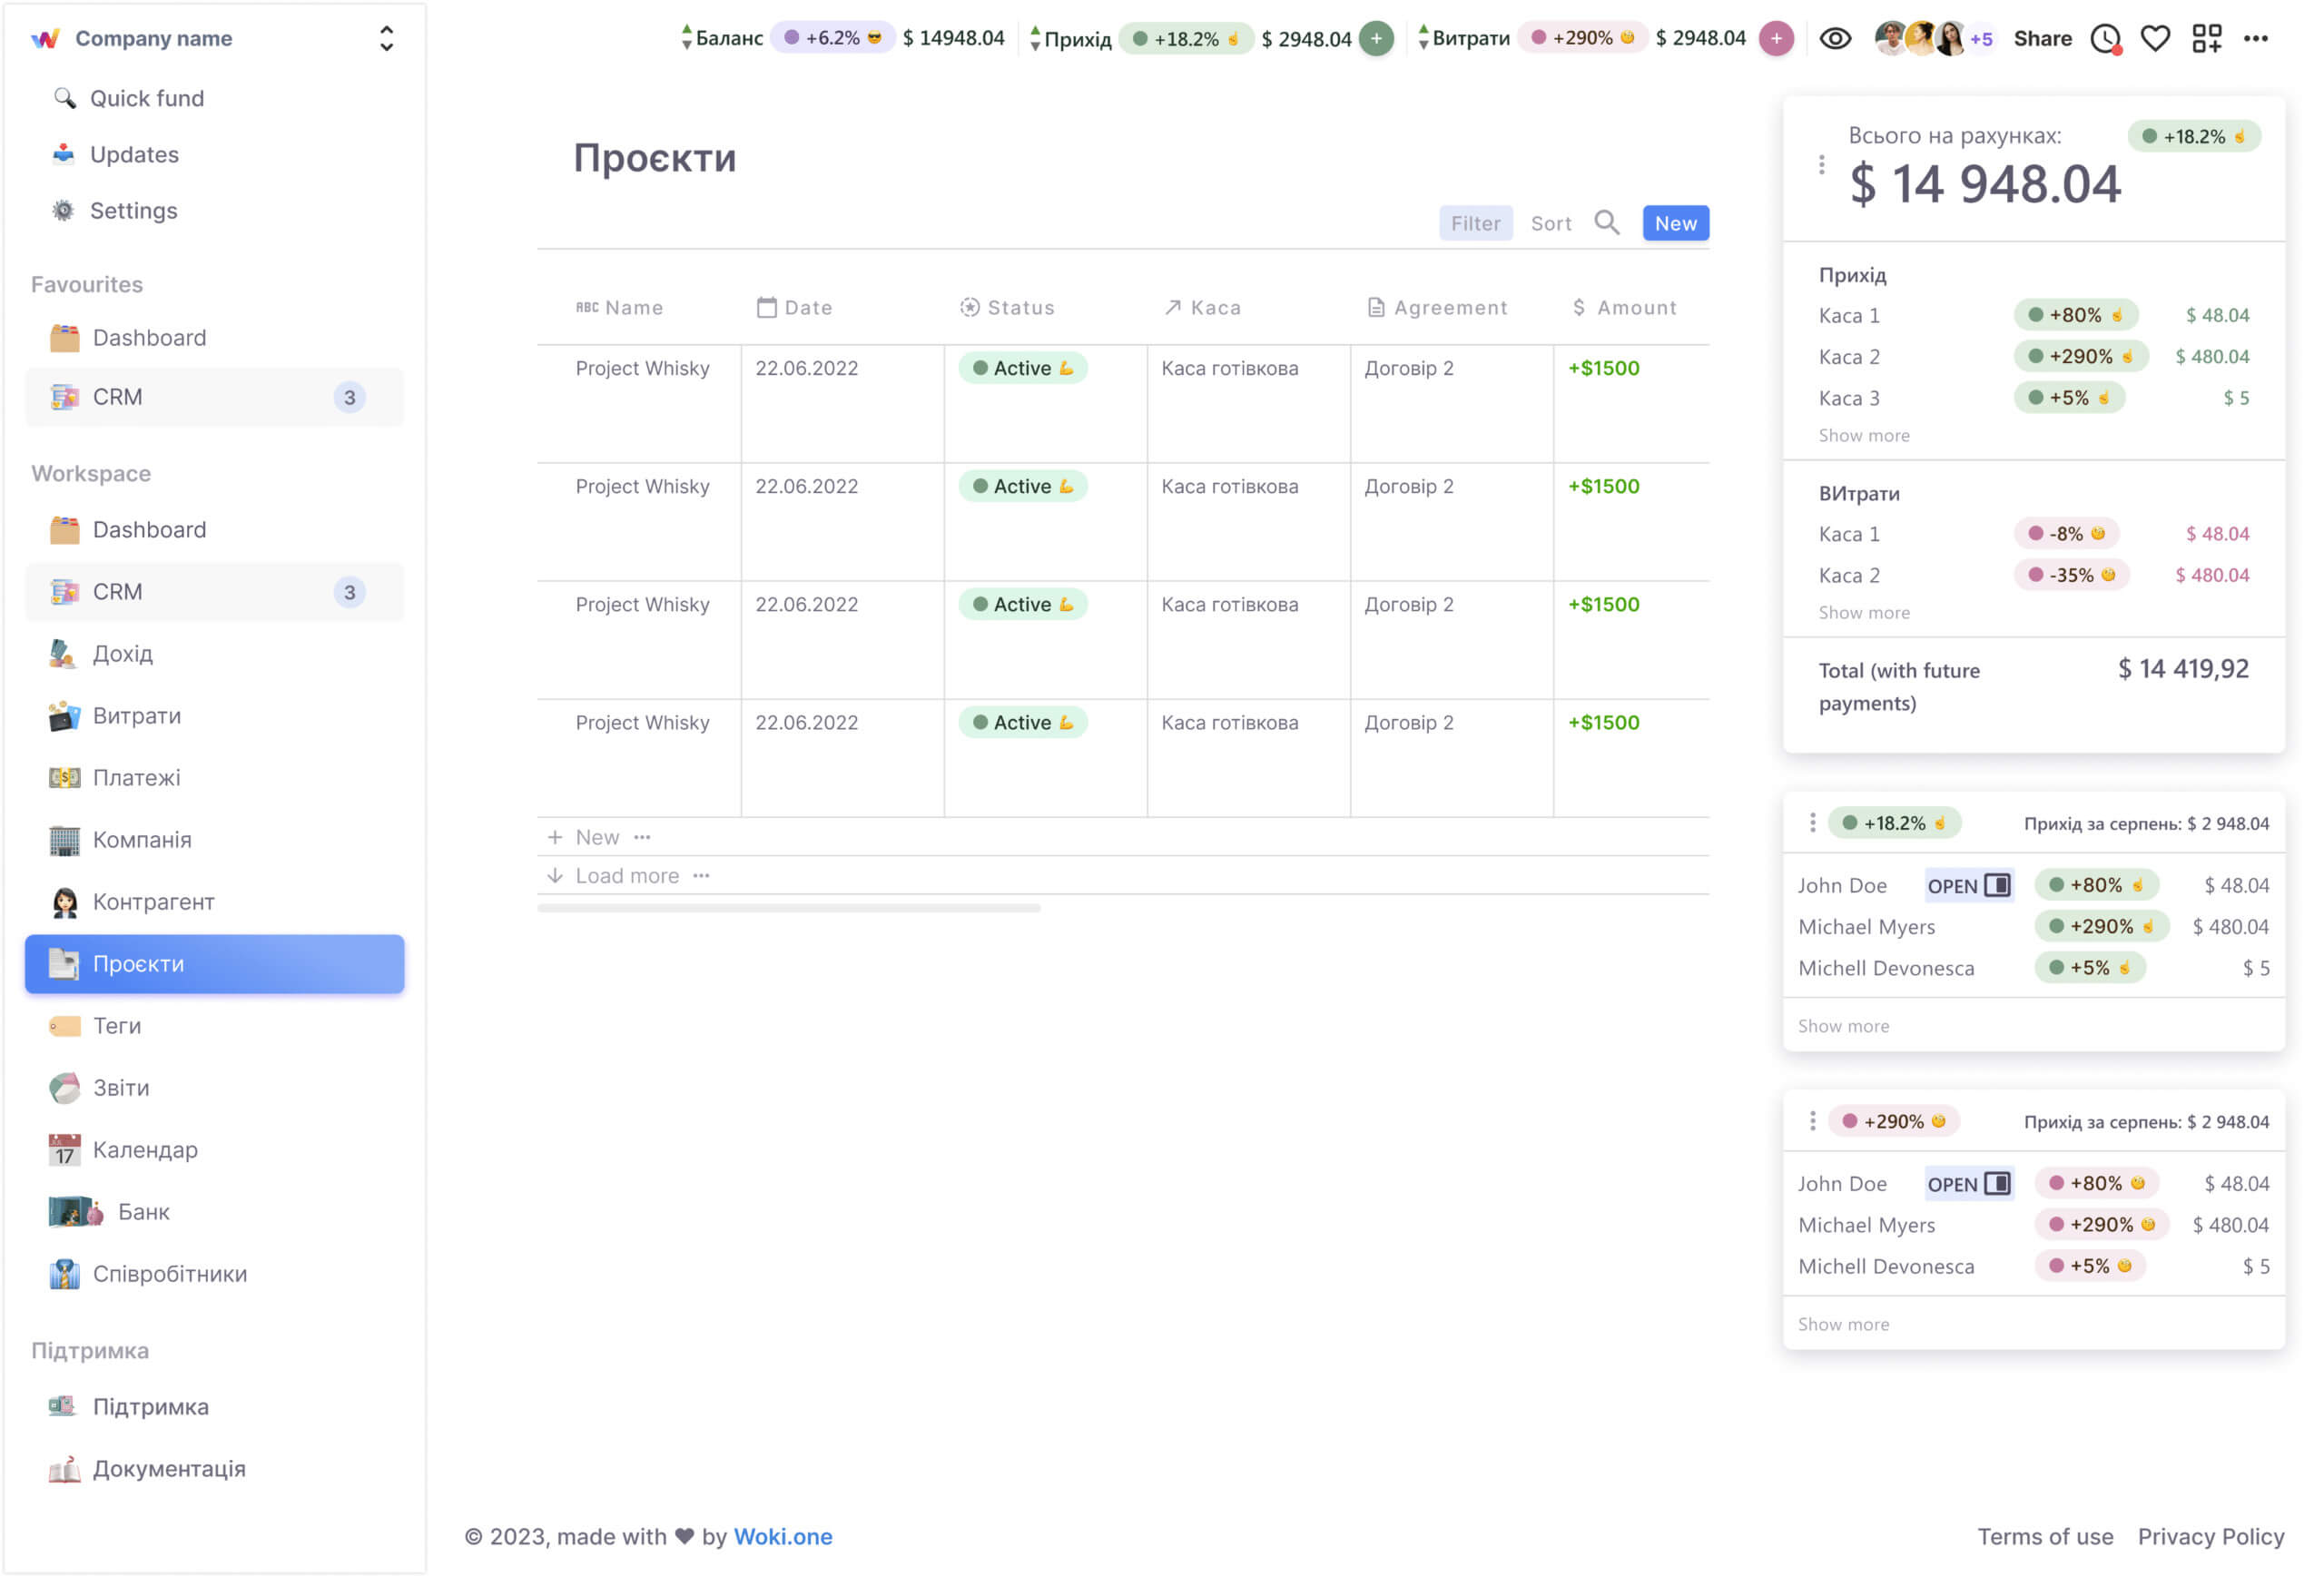 Company name
Quick fund
Updates
Settings
Favourites
Dashboard
CRM 3
Workspace
Dashboard
CRM 3
Дохід
Витрати
Платежі
Компанія
Контрагент
Проєкти
Теги
Звіти
JUL 17 Календар
Банк
Співробітники
Підтримка
Підтримка
Документація
Баланс +6.2% 😎 $ 14948.04 Прихід +18.2% ☝ $ 2948.04 + Витрати +290% 🧐 $ 2948.04 + +5 Share
Проєкти
Filter Sort New
ABC Name Date Status Каса Agreement $ Amount
Project Whisky 22.06.2022 Active 💪 Каса готівкова Договір 2 +$1500
Project Whisky 22.06.2022 Active 💪 Каса готівкова Договір 2 +$1500
Project Whisky 22.06.2022 Active 💪 Каса готівкова Договір 2 +$1500
Project Whisky 22.06.2022 Active 💪 Каса готівкова Договір 2 +$1500
+ New ···
Load more ···
Всього на рахунках: +18.2% ☝
$ 14 948.04
Прихід
Каса 1 +80% ☝ $ 48.04
Каса 2 +290% ☝ $ 480.04
Каса 3 +5% ☝ $ 5
Show more
ВИтрати
Каса 1 -8% 🧐 $ 48.04
Каса 2 -35% 🧐 $ 480.04
Show more
Total (with future $ 14 419,92
payments)
+18.2% ☝ Прихід за серпень: $ 2 948.04
John Doe OPEN +80% ☝ $ 48.04
Michael Myers +290% ☝ $ 480.04
Michell Devonesca +5% ☝ $ 5
Show more
+290% 🧐 Прихід за серпень: $ 2 948.04
John Doe OPEN +80% 🧐 $ 48.04
Michael Myers +290% 🧐 $ 480.04
Michell Devonesca +5% 🧐 $ 5
Show more
© 2023, made with ❤ by Woki.one
Terms of use Privacy Policy